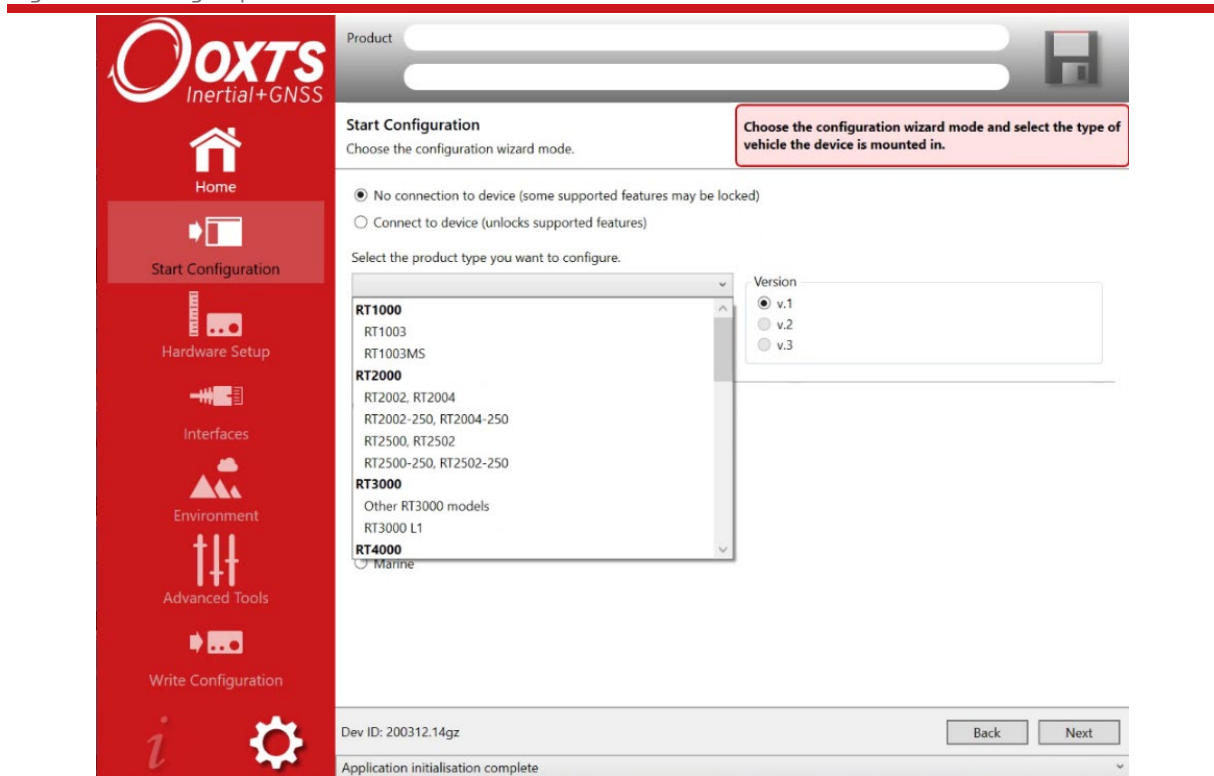 OXTS
Inertial+GNSS
Product
Home
Start Configuration
Hardware Setup
Interfaces
Environment
Advanced Tools
Write Configuration
i
Start Configuration
Choose the configuration wizard mode.
Choose the configuration wizard mode and select the type of
vehicle the device is mounted in.
No connection to device (some supported features may be locked)
Connect to device (unlocks supported features)
Select the product type you want to configure.
RT1000
RT1003
RT1003MS
RT2000
RT2002, RT2004
RT2002-250, RT2004-250
RT2500, RT2502
RT2500-250, RT2502-250
RT3000
Other RT3000 models
RT3000 L1
RT4000
Marine
Version
v.1
v.2
v.3
Dev ID: 200312.14gz
Back
Next
Application initialisation complete